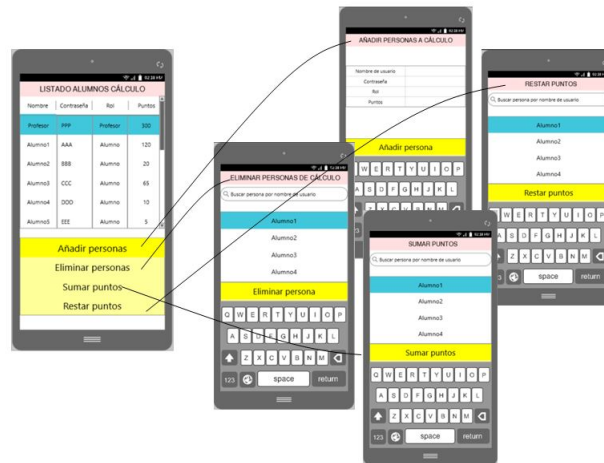 02:28 HM
LISTADO ALUMNOS CÁLCULO
Nombre Contraseña Rol Puntos
Profesor PPP Profesor 300
Alumno1 AAA Alumno 120
Alumno2 BBB Alumno 20
Alumno3 CCC Alumno 65
Alumno4 DDD Alumno 10
Alumno5 EEE Alumno 5
Añadir personas
Eliminar personas
Sumar puntos
Restar puntos
ELIMINAR PERSONAS DE CÁLCULO
Buscar persona por nombre de usuario
Alumno1
Alumno2
Alumno3
Alumno4
Eliminar persona
Q W E R T Y U I O P
A S D F G H J K L
Z X C V B N M
123 space return
AÑADIR PERSONAS A CÁLCULO
Nombre de usuario
Contraseña
Rol
Puntos
Añadir persona
W E R T Y U I O P
A S D F G H J K L
SUMAR PUNTOS
Buscar persona por nombre de usuario
Alumno1
Alumno2
Alumno3
Alumno4
Sumar puntos
Q W E R T Y U I O P
A S D F G H J K L
Z X C V B N M
123 space return
RESTAR PUNTOS
Buscar persona por nombre de usuario
Alumno1
Alumno2
Alumno3
Alumno4
Restar puntos
W E R T Y U I O P
S D F G H J K L
Z X C V B N M
space return